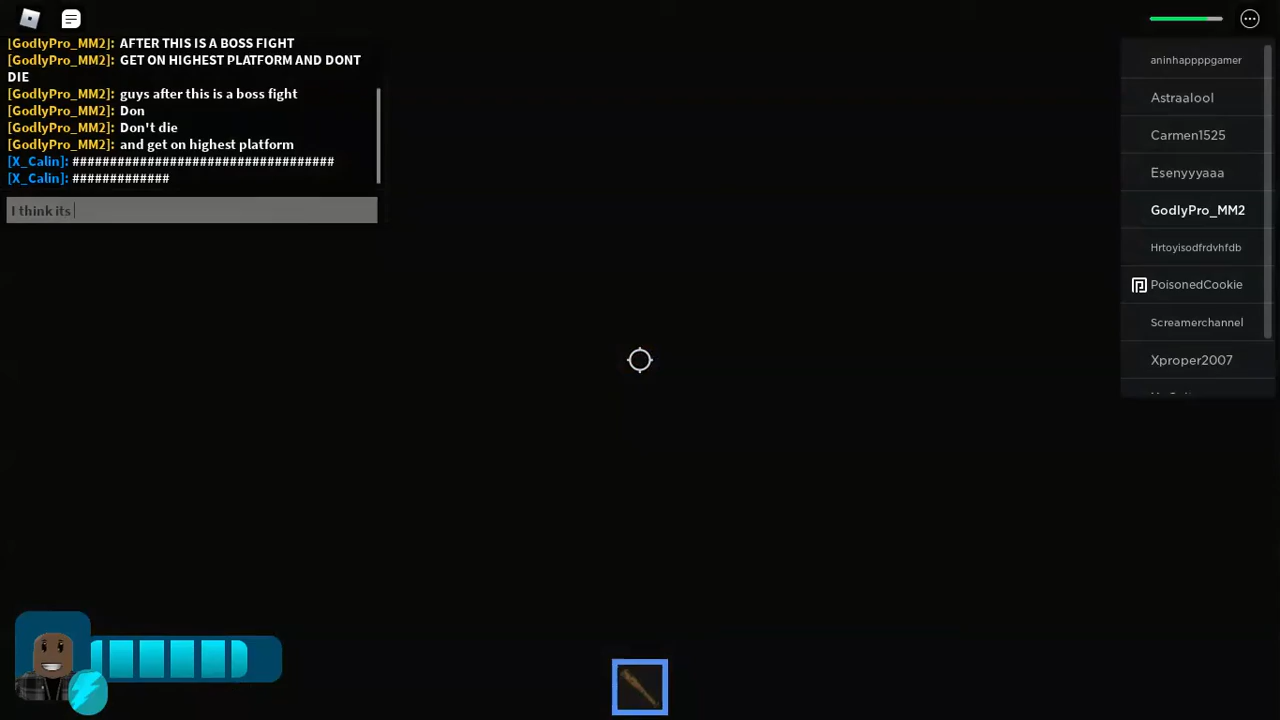 [GodlyPro_MM2]: AFTER THIS IS A BOSS FIGHT
[GodlyPro_MM2]: GET ON HIGHEST PLATFORM AND DONT
DIE
[GodlyPro_MM2]: guys after this is a boss fight
[GodlyPro_MM2]: Don
[GodlyPro_MM2]: Don't die
[GodlyPro_MM2]: and get on highest platform
[X_Calin]: ##################################
[X_Calin]: #############
I think its
aninhappppgamer
Astraalool
Carmen1525
Esenyyyaaa
GodlyPro_MM2
Hrtoyisodfrdvhfdb
PoisonedCookie
Screamerchannel
Xproper2007